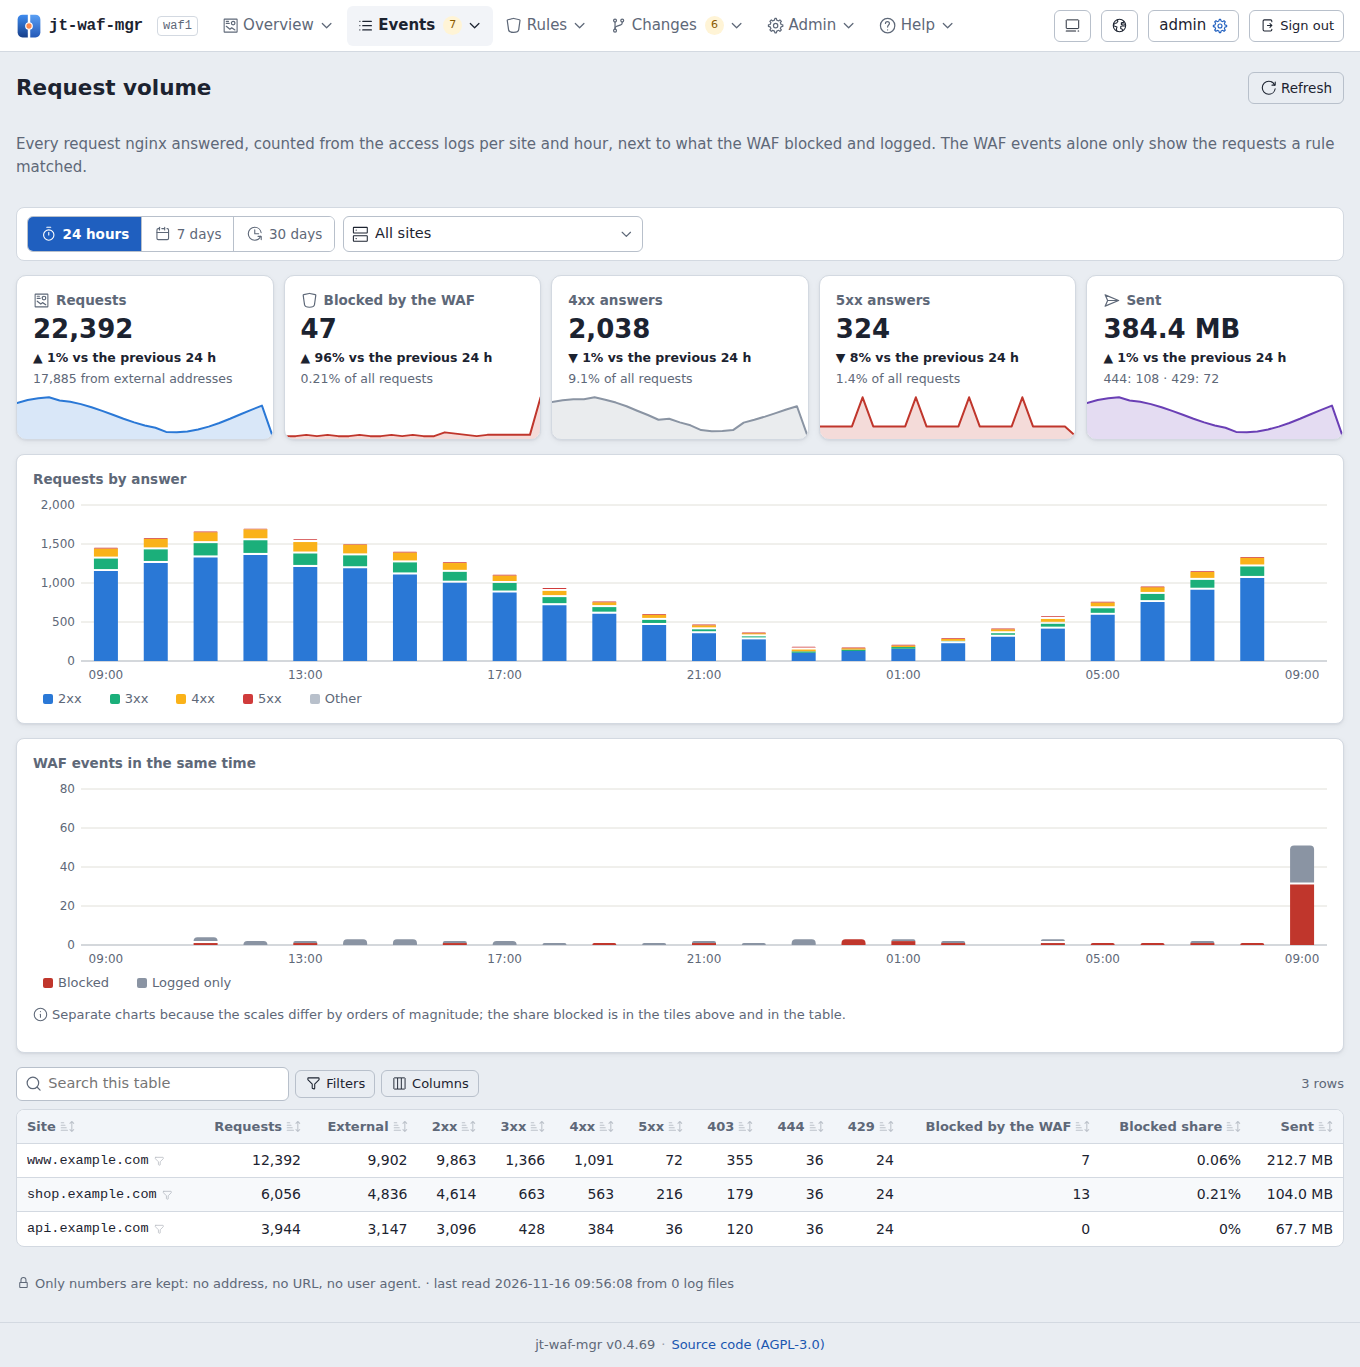 jt-waf-mgr waf1 Overview Events 7 Rules Changes 6 Admin Help admin Sign out
Request volume
Refresh
Every request nginx answered, counted from the access logs per site and hour, next to what the WAF blocked and logged. The WAF events alone only show the requests a rule
matched.
24 hours 7 days 30 days All sites
Requests
22,392
▲ 1% vs the previous 24 h
17,885 from external addresses
Blocked by the WAF
47
▲ 96% vs the previous 24 h
0.21% of all requests
4xx answers
2,038
▼ 1% vs the previous 24 h
9.1% of all requests
5xx answers
324
▼ 8% vs the previous 24 h
1.4% of all requests
Sent
384.4 MB
▲ 1% vs the previous 24 h
444: 108 · 429: 72
Requests by answer
2,000
1,500
1,000
500
0
09:00 13:00 17:00 21:00 01:00 05:00 09:00
2xx 3xx 4xx 5xx Other
WAF events in the same time
80
60
40
20
0
09:00 13:00 17:00 21:00 01:00 05:00 09:00
Blocked Logged only
Separate charts because the scales differ by orders of magnitude; the share blocked is in the tiles above and in the table.
Search this table Filters Columns 3 rows
Site Requests External 2xx 3xx 4xx 5xx 403 444 429 Blocked by the WAF Blocked share Sent
www.example.com 12,392 9,902 9,863 1,366 1,091 72 355 36 24 7 0.06% 212.7 MB
shop.example.com 6,056 4,836 4,614 663 563 216 179 36 24 13 0.21% 104.0 MB
api.example.com 3,944 3,147 3,096 428 384 36 120 36 24 0 0% 67.7 MB
Only numbers are kept: no address, no URL, no user agent. · last read 2026-11-16 09:56:08 from 0 log files
jt-waf-mgr v0.4.69 · Source code (AGPL-3.0)